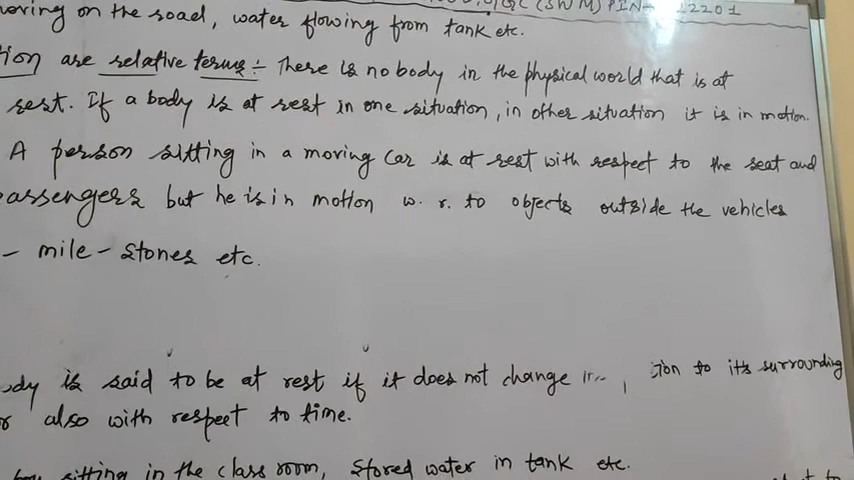 (SWM) PIN-
moving on the road, water flowing from tank etc.
are relative terms :- There is no body in the physical world that is at
rest. If a body is at rest in one situation, in other situation it is in motion.
A person sitting in a moving car is at rest with respect to the seat and
passengers but he is in motion w. r. to objects outside the vehicles
- mile-stones etc.
is said to be at rest if it does not change to it's surrounding
also with respect to time.
sitting in the class room, stored water in tank etc.